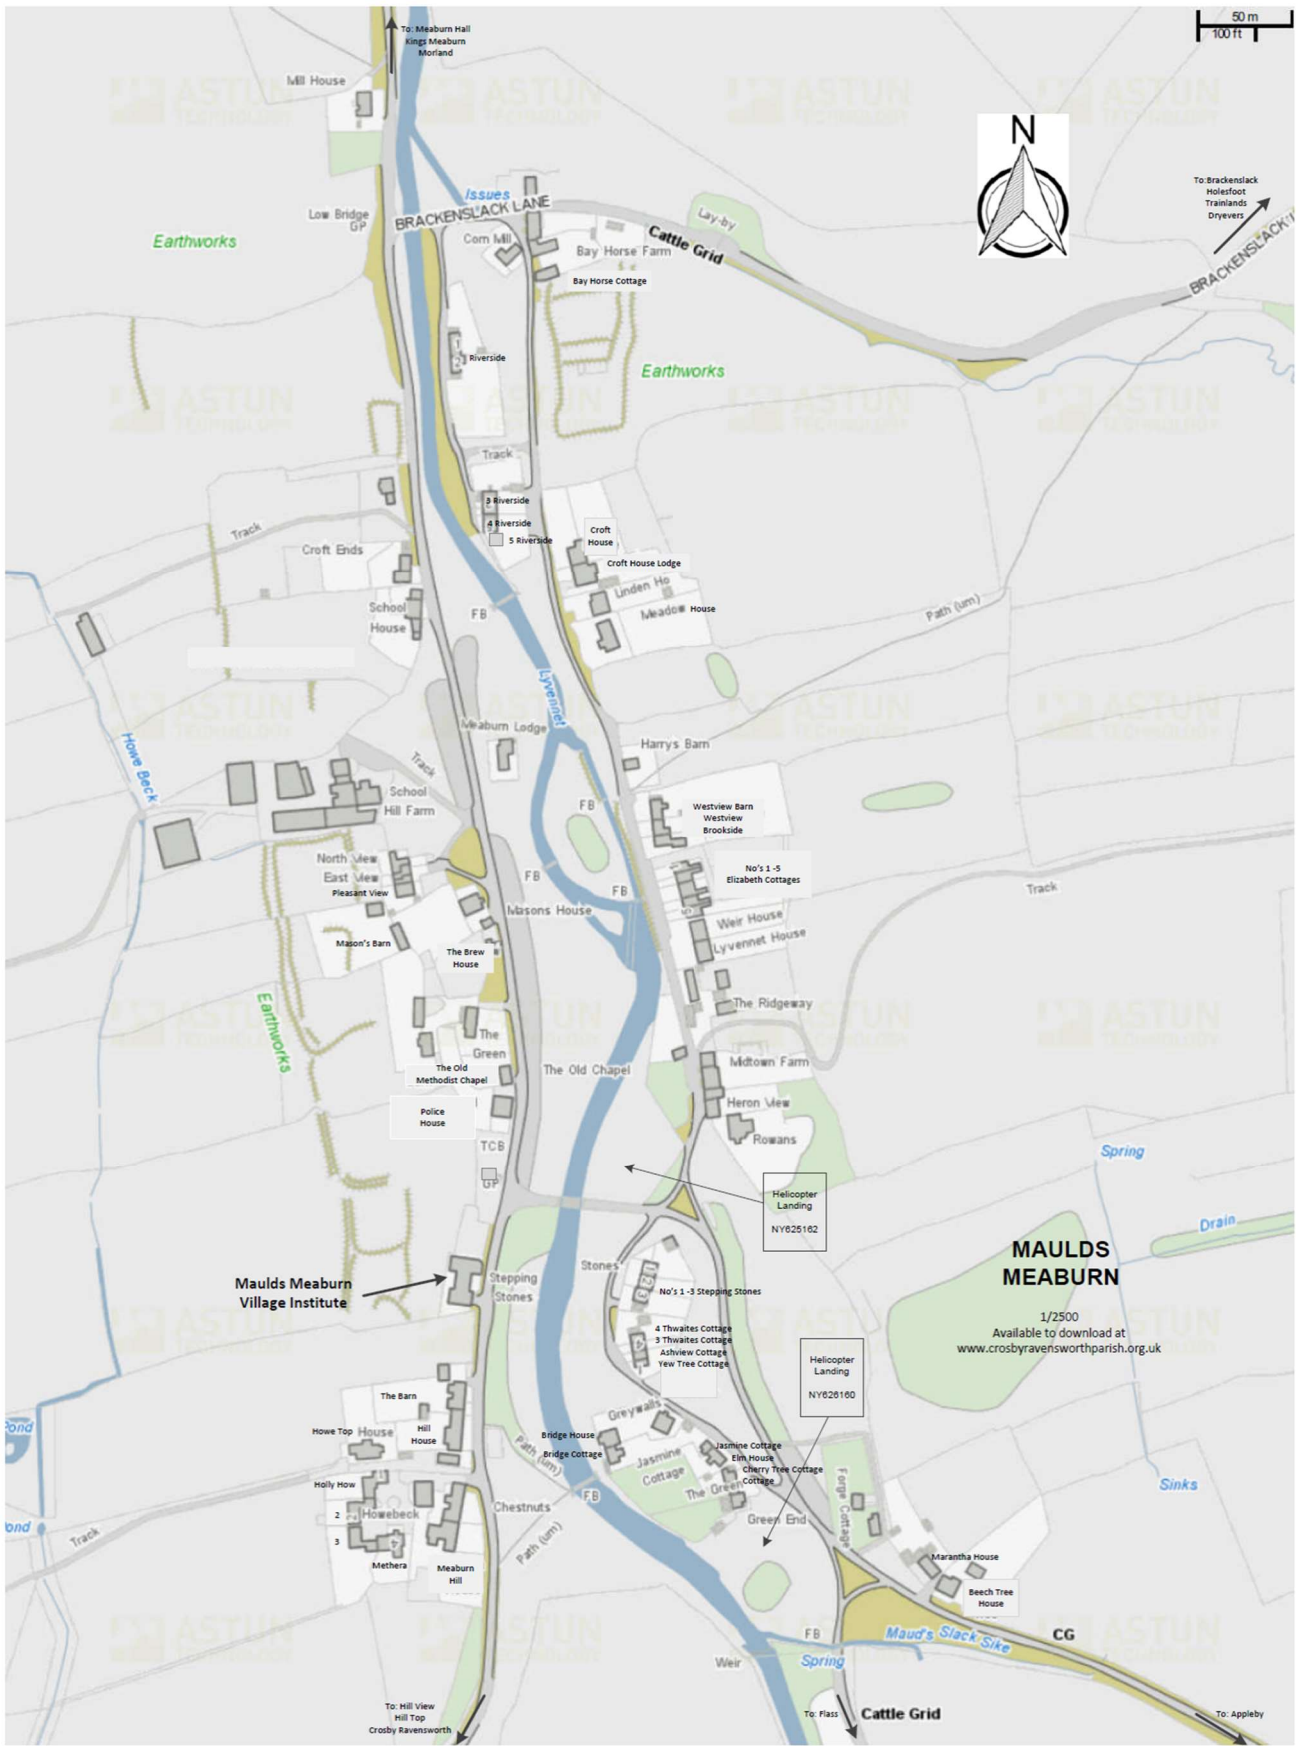 To: Meaburn Hall
Kings Meaburn
Morland
50 m
100 ft
Mill House
ASTUN
TECHNOLOGY
N
To:Brackenslack
Holesfoot
Trainlands
Dryevers
BRACKENSLACK
Issues
BRACKENSLACK LANE
Low Bridge
GP
Lay-by
Cattle Grid
Earthworks
Corn Mill
Bay Horse Farm
Bay Horse Cottage
1
2
Riverside
Earthworks
Track
3 Riverside
4 Riverside
5 Riverside
Croft
House
Croft House Lodge
Linden Ho
Meadow House
Track
Croft Ends
School
House
FB
Path (um)
Lyvennet
Meaburn Lodge
Harry's Barn
Howe Beck
Track
School
Hill Farm
FB
Westview Barn
Westview
Brookside
North View
East View
Pleasant View
FB
FB
No's 1 -5
Elizabeth Cottages
5
Track
Masons House
Weir House
Lyvennet House
Mason's Barn
The Brew
House
Earthworks
The Ridgeway
The
Green
The Old
Methodist Chapel
The Old Chapel
Midtown Farm
Police
House
Heron View
Rowans
TCB
GP
Spring
Helicopter
Landing
NY625162
Drain
MAULDS
MEABURN
1/2500
Available to download at
www.crosbyravensworthparish.org.uk
Maulds Meaburn
Village Institute
Stepping
Stones
Stones
1
2
3
No's 1 -3 Stepping Stones
4 Thwaites Cottage
3 Thwaites Cottage
Ashview Cottage
Yew Tree Cottage
4
Helicopter
Landing
NY626160
The Barn
Howe Top
House
Hill
House
Greywalls
Bridge House
Bridge Cottage
Jasmine
Cottage
Jasmine Cottage
Elm House
Cherry Tree Cottage
Cottage
The Green
Green End
Forge Cottage
Pond
Path (um)
FB
Sinks
Holly How
Howebeck
1
2
3
4
Methera
Chestnuts
Path (um)
Meaburn
Hill
Pond
Track
Marantha House
Beech Tree
House
CG
FB
Maud's Slack Sike
Weir
Spring
To: Hill View
Hill Top
Crosby Ravensworth
To: Flass
Cattle Grid
To: Appleby